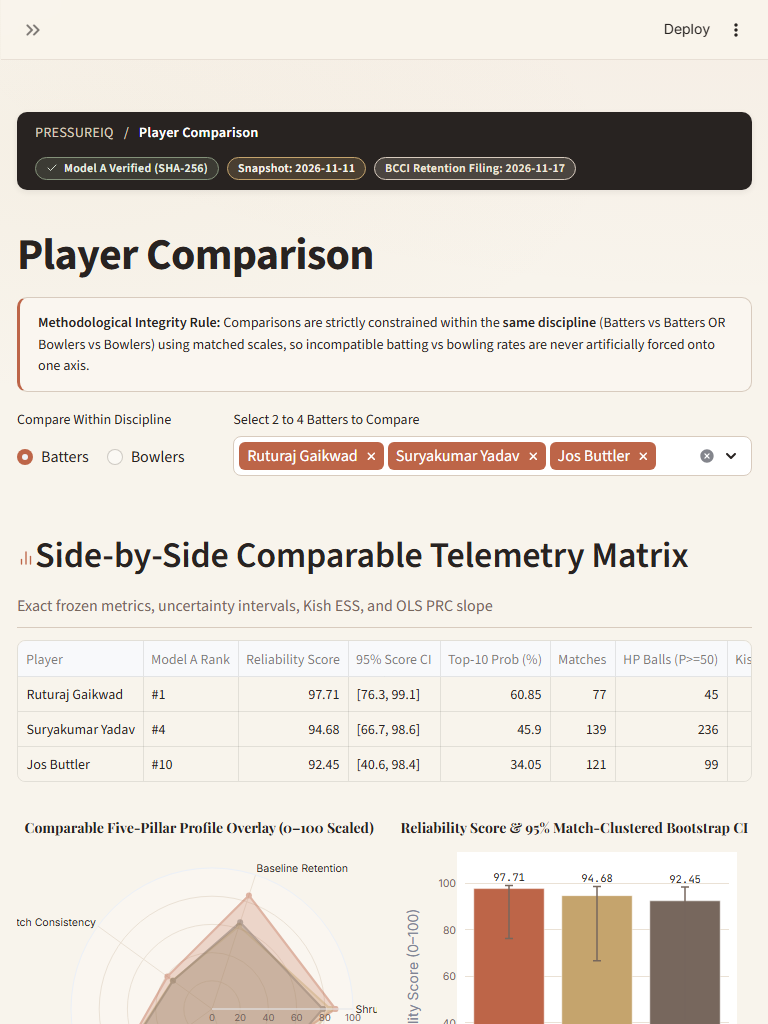 Deploy
PRESSUREIQ / Player Comparison
Model A Verified (SHA-256) Snapshot: 2026-11-11 BCCI Retention Filing: 2026-11-17
Player Comparison
Methodological Integrity Rule: Comparisons are strictly constrained within the same discipline (Batters vs Batters OR
Bowlers vs Bowlers) using matched scales, so incompatible batting vs bowling rates are never artificially forced onto
one axis.
Compare Within Discipline
Batters Bowlers
Select 2 to 4 Batters to Compare
Ruturaj Gaikwad Suryakumar Yadav Jos Buttler
Side-by-Side Comparable Telemetry Matrix
Exact frozen metrics, uncertainty intervals, Kish ESS, and OLS PRC slope
Player Model A Rank Reliability Score 95% Score CI Top-10 Prob (%) Matches HP Balls (P>=50) Kis
Ruturaj Gaikwad #1 97.71 [76.3, 99.1] 60.85 77 45
Suryakumar Yadav #4 94.68 [66.7, 98.6] 45.9 139 236
Jos Buttler #10 92.45 [40.6, 98.4] 34.05 121 99
Comparable Five-Pillar Profile Overlay (0–100 Scaled)
Baseline Retention
tch Consistency
Shru
0 20 40 60 80 100
Reliability Score & 95% Match-Clustered Bootstrap CI
97.71 94.68 92.45
100
80
60
40
lity Score (0–100)